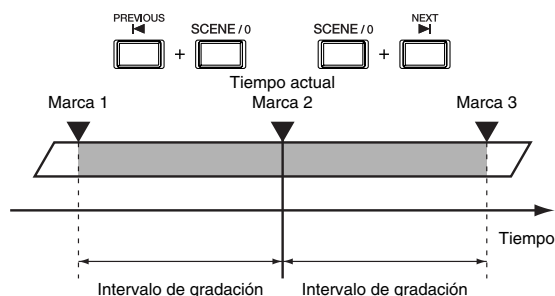 PREVIOUS NEXT
SCENE / 0 SCENE / 0
+ +
Tiempo actual
Marca 1 Marca 2 Marca 3
Tiempo
Intervalo de gradación Intervalo de gradación